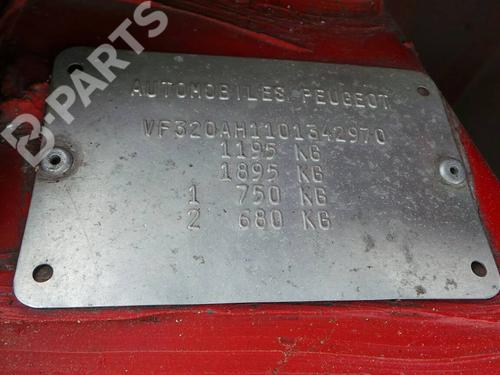 B-PARTS
AUTOMOBILES PEUGEOT
VF320AH1101342970
1195 KG
1895 KG
1 750 KG
2 680 KG